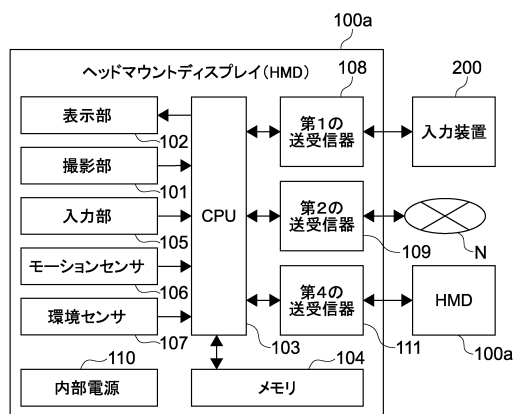 100a
ヘッドマウントディスプレイ(HMD)
108
200
表示部
102
撮影部
101
入力部
105
モーションセンサ
106
環境センサ
107
110
内部電源
CPU
103
104
メモリ
第1の
送受信器
入力装置
第2の
送受信器
109
N
第4の
送受信器
111
HMD
100a